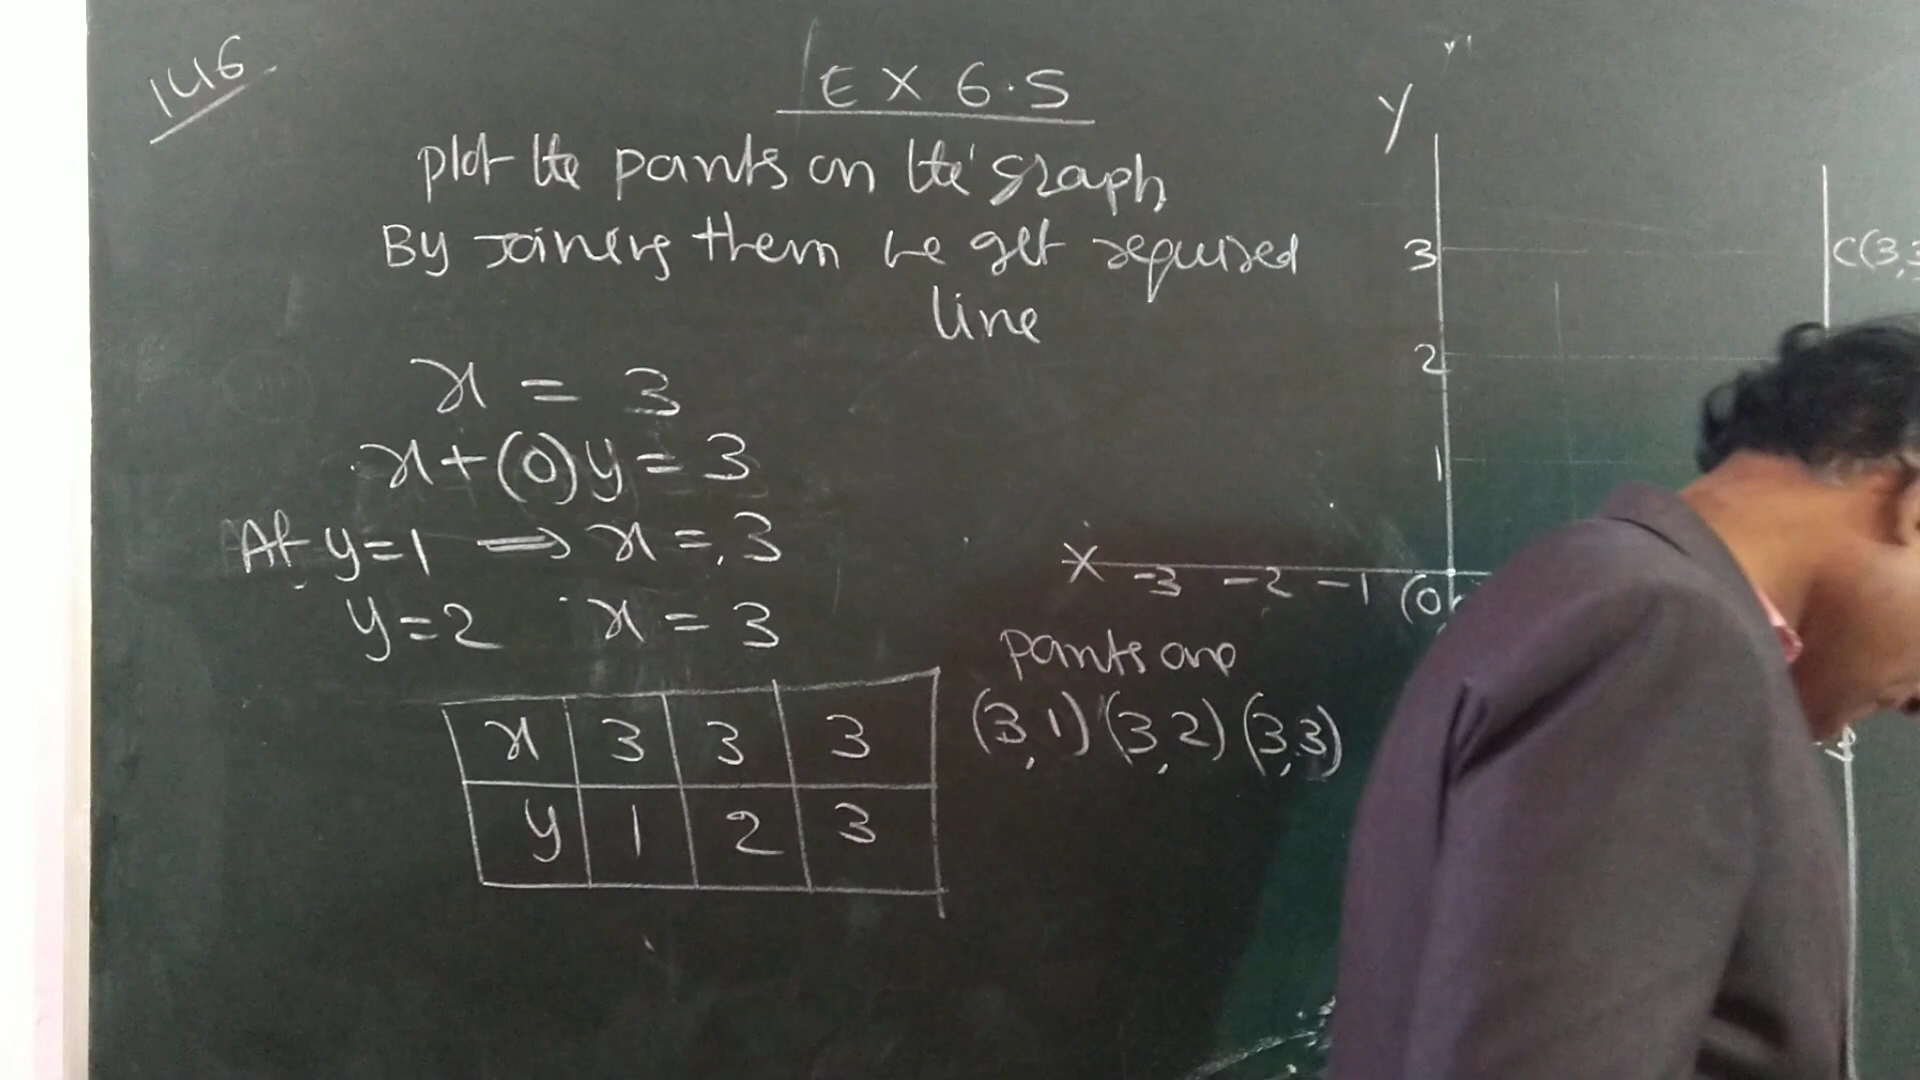 146
EX 6.5
plot the points on the graph
By joining them we get required
line
x = 3
x+(0)y=3
At y=1 ⇒ x = 3
y=2 x = 3
x 3 3 3
y 1 2 3
Y
3
2
1
C(3,3
X -3 -2 -1 (0
points are
(3,1) (3,2) (3,3)